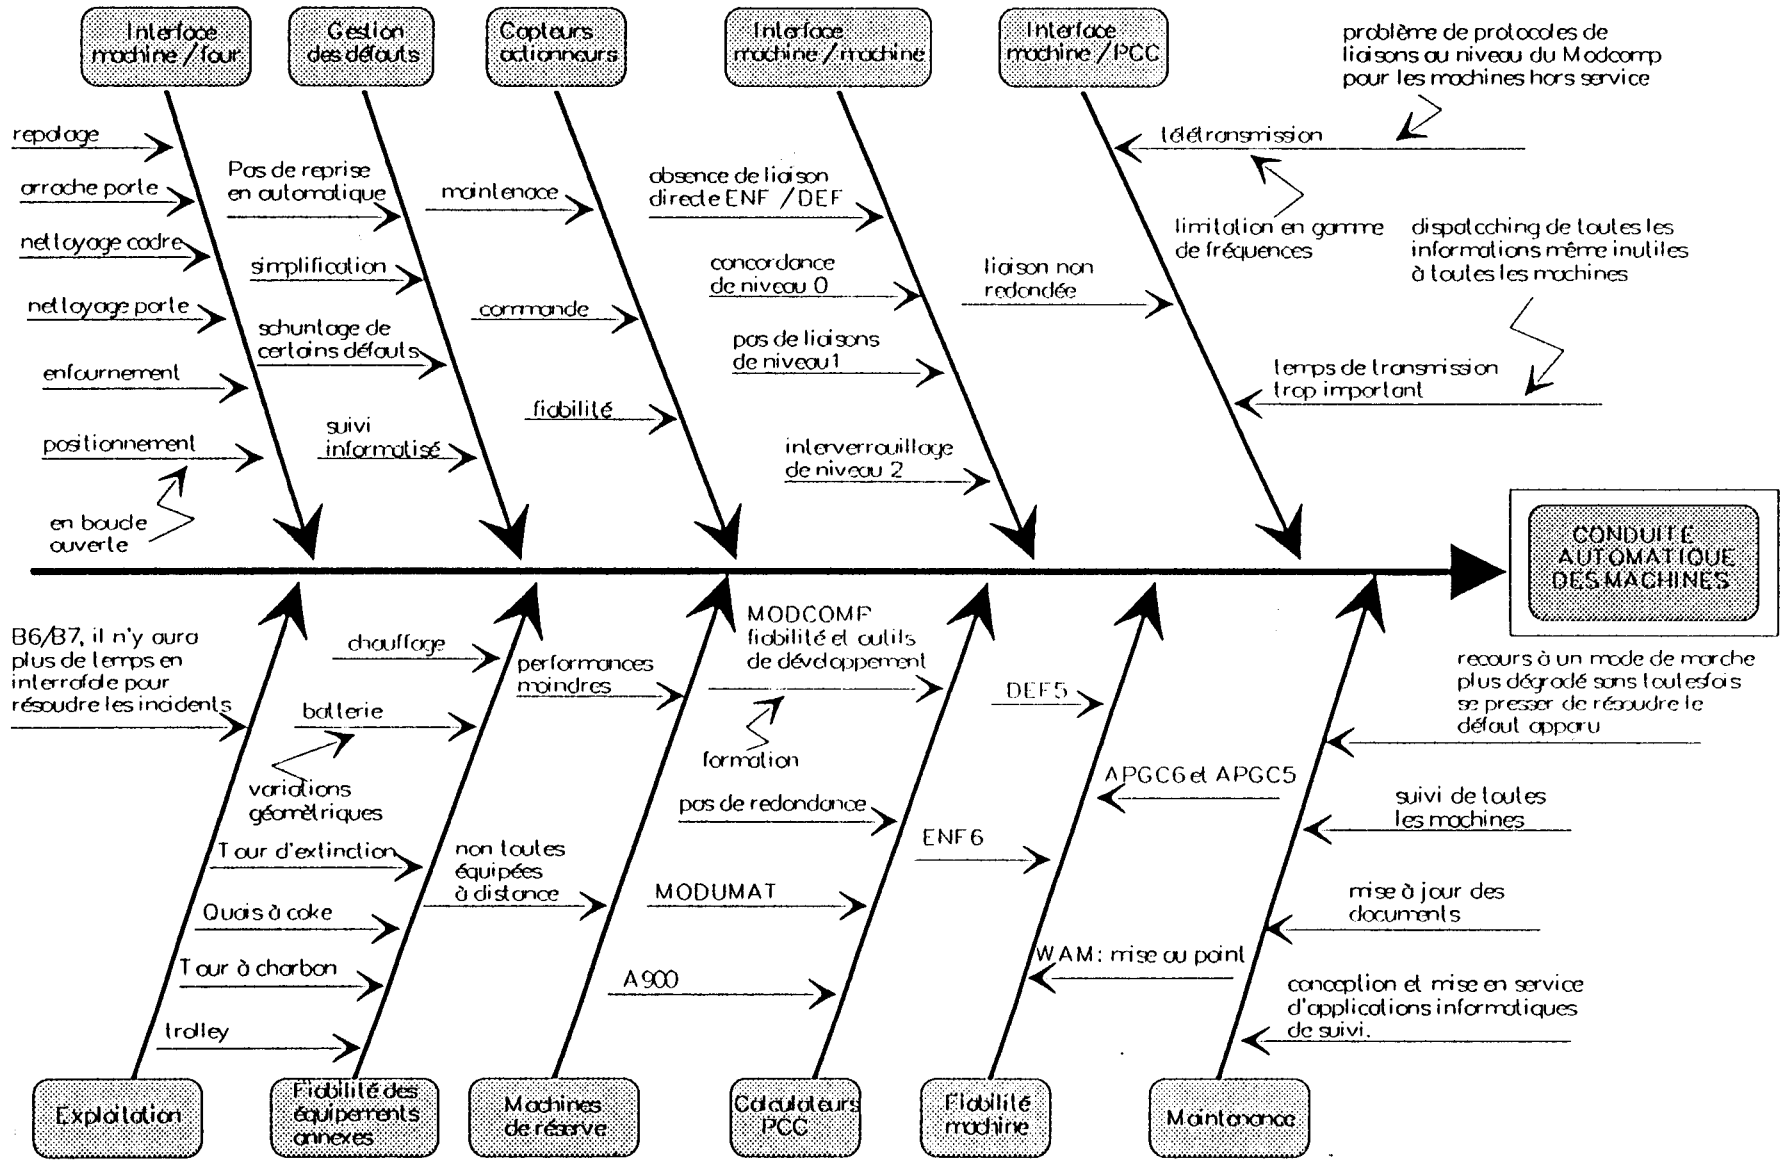 Interface
machine / four
Gestion
des défauts
Capteurs
actionneurs
Interface
machine / machine
Interface
machine / PCC
problème de protocoles de
liaisons au niveau du Modcomp
pour les machines hors service
repalage
arrache porte
nettoyage cadre
nettoyage porte
enfournement
positionnement
en boucle
ouverte
Pas de reprise
en automatique
simplification
schuntage de
certains défauts
suivi
informatisé
maintenace
commande
fiabilité
absence de liaison
directe ENF / DEF
concordance
de niveau 0
pas de liaisons
de niveau 1
interverrouillage
de niveau 2
télétransmission
limitation en gamme
de fréquences
liaison non
redondée
dispatcching de toutes les
informations même inutiles
à toutes les machines
temps de transmission
trop important
CONDUITE
AUTOMATIQUE
DES MACHINES
B6/B7, il n'y aura
plus de temps en
interrafale pour
résoudre les incidents
chauffage
batterie
variations
géomètriques
Tour d'extinction
Quais à coke
Tour à charbon
trolley
performances
moindres
non toutes
équipées
à distance
MODCOMP
fiabilité et outils
de développement
formation
pas de redondance
MODUMAT
A900
DEF5
APGC6 et APGC5
ENF6
WAM: mise au point
recours à un mode de marche
plus dégradé sans toutesfois
se presser de résoudre le
défaut apparu
suivi de toutes
les machines
mise à jour des
documents
conception et mise en service
d'applications informatiques
de suivi.
Exploitation
Fiabilité des
équipements
annexes
Machines
de réserve
Calculateurs
PCC
Fiabilité
machine
Maintenance